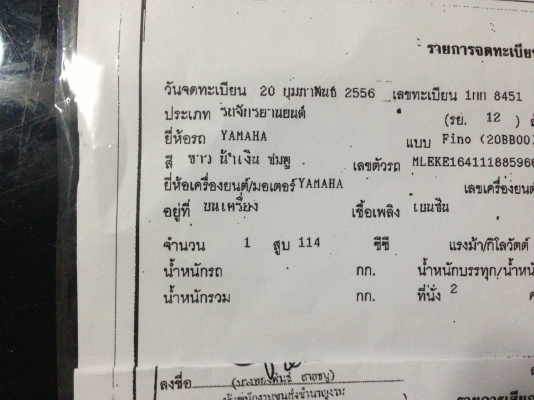 รายการจดทะเบียน
วันจดทะเบียน 20 กุมภาพันธ์ 2556 เลขทะเบียน 1กก 8451
ประเภท รถจักรยานยนต์ (รย. 12 )
ยี่ห้อรถ YAMAHA แบบ Fino (20BB00)
สี ขาว น้ำเงิน ชมพู เลขตัวรถ MLEKE164111885966
ยี่ห้อเครื่องยนต์/มอเตอร์ YAMAHA เลขเครื่องยนต์
อยู่ที่ บนเครื่อง เชื้อเพลิง เบนซิน
จำนวน 1 สูบ 114 ซีซี แรงม้า/กิโลวัตต์
น้ำหนักรถ กก. น้ำหนักบรรทุก/น้ำหนัก
น้ำหนักรวม กก. ที่นั่ง 2
ลงชื่อ